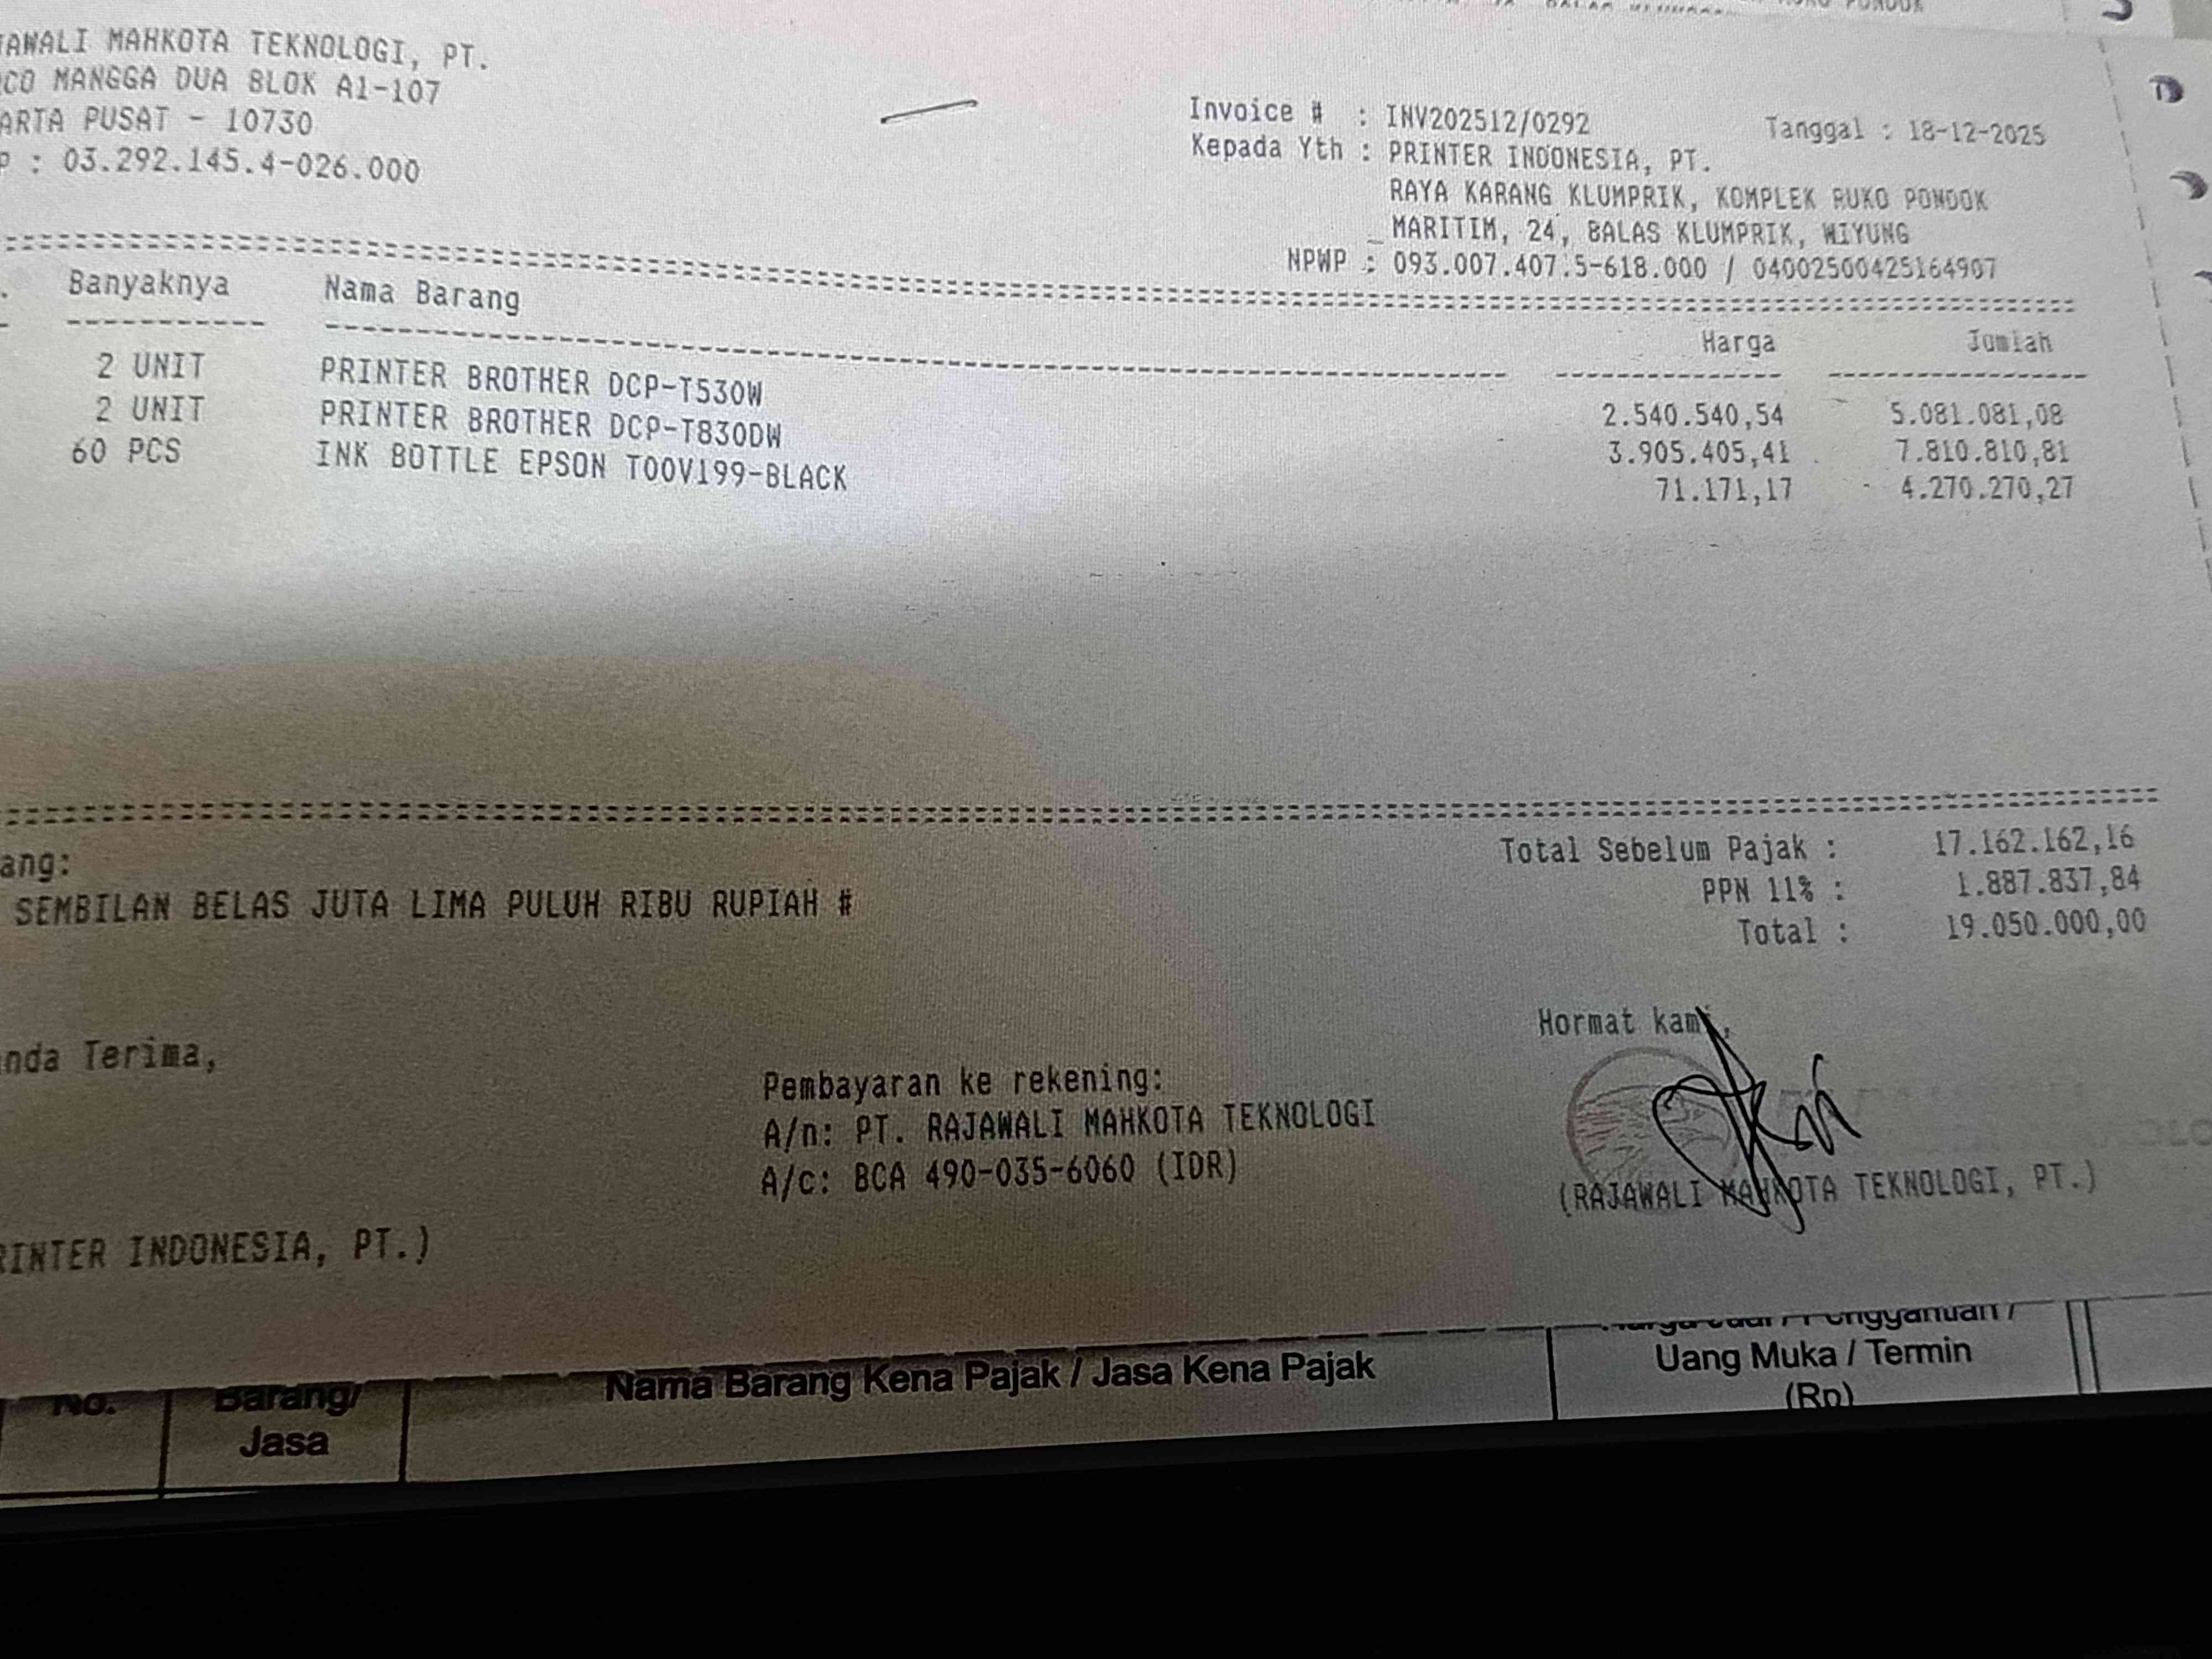 AWALI MAHKOTA TEKNOLOGI, PT.
CO MANGGA DUA BLOK A1-107
ARTA PUSAT - 10730
P : 03.292.145.4-026.000
Invoice # : INV202512/0292 Tanggal : 18-12-2025
Kepada Yth : PRINTER INDONESIA, PT.
RAYA KARANG KLUMPRIK, KOMPLEK RUKO PONDOK
MARITIM, 24, BALAS KLUMPRIK, WIYUNG
NPWP : 093.007.407.5-618.000 / 04002500425164907
. Banyaknya Nama Barang Harga Jumlah
2 UNIT PRINTER BROTHER DCP-T530W 2.540.540,54 5.081.081,08
2 UNIT PRINTER BROTHER DCP-T830DW 3.905.405,41 7.810.810,81
60 PCS INK BOTTLE EPSON T00V199-BLACK 71.171,17 4.270.270,27
ang:
SEMBILAN BELAS JUTA LIMA PULUH RIBU RUPIAH #
Total Sebelum Pajak : 17.162.162,16
PPN 11% : 1.887.837,84
Total : 19.050.000,00
nda Terima,
Pembayaran ke rekening:
A/n: PT. RAJAWALI MAHKOTA TEKNOLOGI
A/c: BCA 490-035-6060 (IDR)
Hormat kami,
(RAJAWALI MAHKOTA TEKNOLOGI, PT.)
RINTER INDONESIA, PT.)
No. Barang/ Jasa
Nama Barang Kena Pajak / Jasa Kena Pajak
Uang Muka / Termin
(Rp)